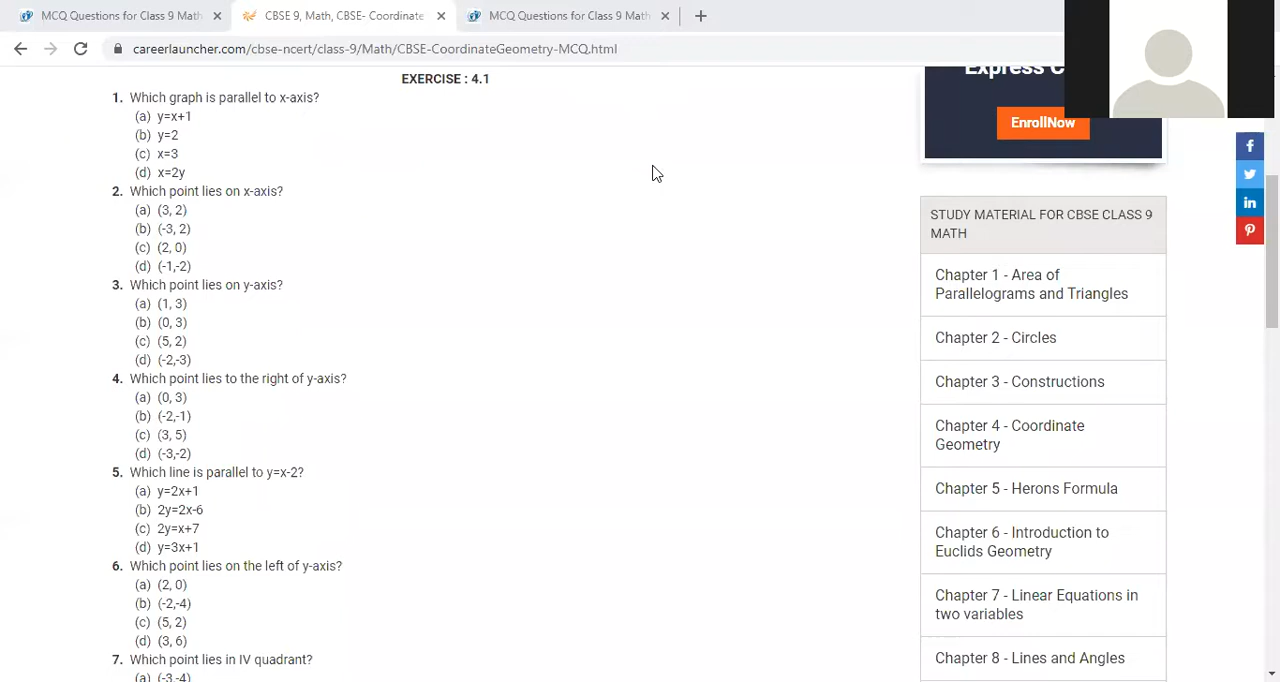 MCQ Questions for Class 9 Math
CBSE 9, Math, CBSE- Coordinate
MCQ Questions for Class 9 Math
careerlauncher.com/cbse-ncert/class-9/Math/CBSE-CoordinateGeometry-MCQ.html
EXERCISE : 4.1
1. Which graph is parallel to x-axis?
(a) y=x+1
(b) y=2
(c) x=3
(d) x=2y
2. Which point lies on x-axis?
(a) (3, 2)
(b) (-3, 2)
(c) (2, 0)
(d) (-1,-2)
3. Which point lies on y-axis?
(a) (1, 3)
(b) (0, 3)
(c) (5, 2)
(d) (-2,-3)
4. Which point lies to the right of y-axis?
(a) (0, 3)
(b) (-2,-1)
(c) (3, 5)
(d) (-3,-2)
5. Which line is parallel to y=x-2?
(a) y=2x+1
(b) 2y=2x-6
(c) 2y=x+7
(d) y=3x+1
6. Which point lies on the left of y-axis?
(a) (2, 0)
(b) (-2,-4)
(c) (5, 2)
(d) (3, 6)
7. Which point lies in IV quadrant?
(a) (-3,-4)
Express C
EnrollNow
STUDY MATERIAL FOR CBSE CLASS 9
MATH
Chapter 1 - Area of
Parallelograms and Triangles
Chapter 2 - Circles
Chapter 3 - Constructions
Chapter 4 - Coordinate
Geometry
Chapter 5 - Herons Formula
Chapter 6 - Introduction to
Euclids Geometry
Chapter 7 - Linear Equations in
two variables
Chapter 8 - Lines and Angles